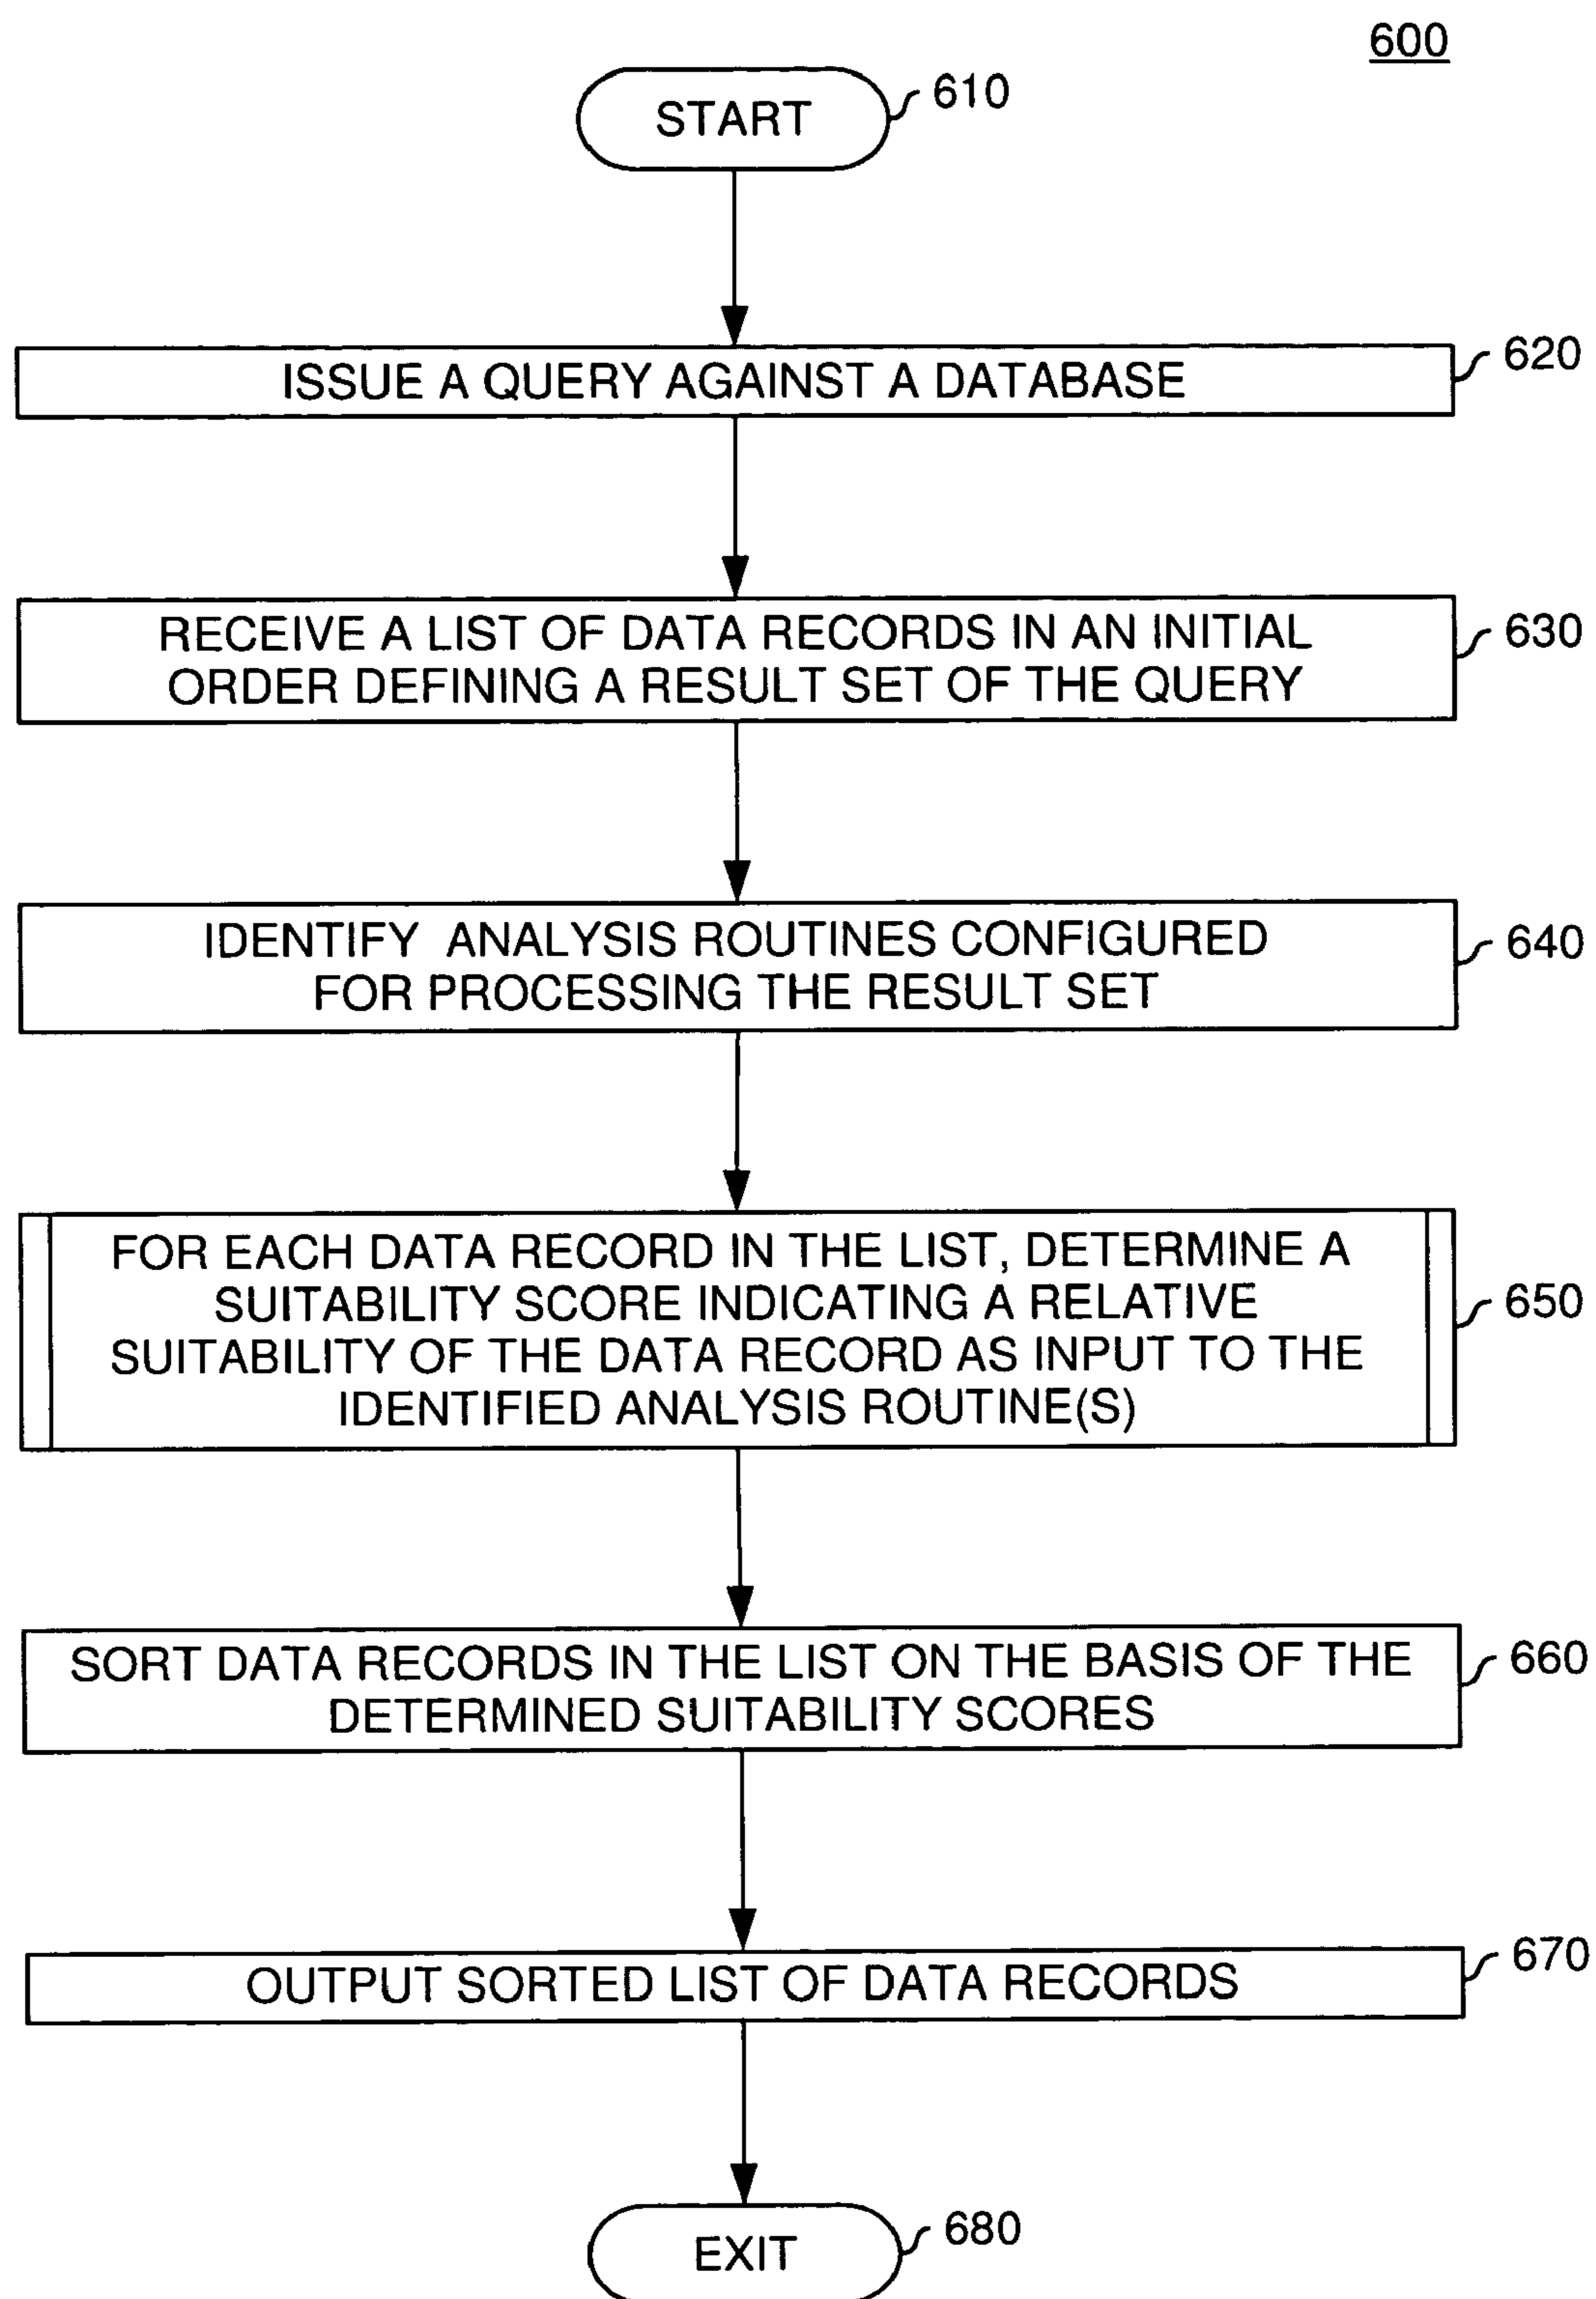 600
START
610
ISSUE A QUERY AGAINST A DATABASE
620
RECEIVE A LIST OF DATA RECORDS IN AN INITIAL
ORDER DEFINING A RESULT SET OF THE QUERY
630
IDENTIFY ANALYSIS ROUTINES CONFIGURED
FOR PROCESSING THE RESULT SET
640
FOR EACH DATA RECORD IN THE LIST, DETERMINE A
SUITABILITY SCORE INDICATING A RELATIVE
SUITABILITY OF THE DATA RECORD AS INPUT TO THE
IDENTIFIED ANALYSIS ROUTINE(S)
650
SORT DATA RECORDS IN THE LIST ON THE BASIS OF THE
DETERMINED SUITABILITY SCORES
660
OUTPUT SORTED LIST OF DATA RECORDS
670
EXIT
680